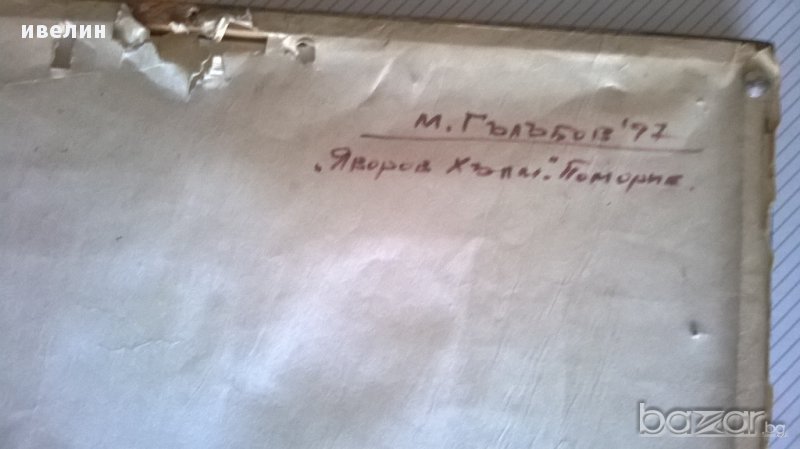 ивелин
М. Гълъбов '97
„Яворов хълм". Поморие.
bazar.bg